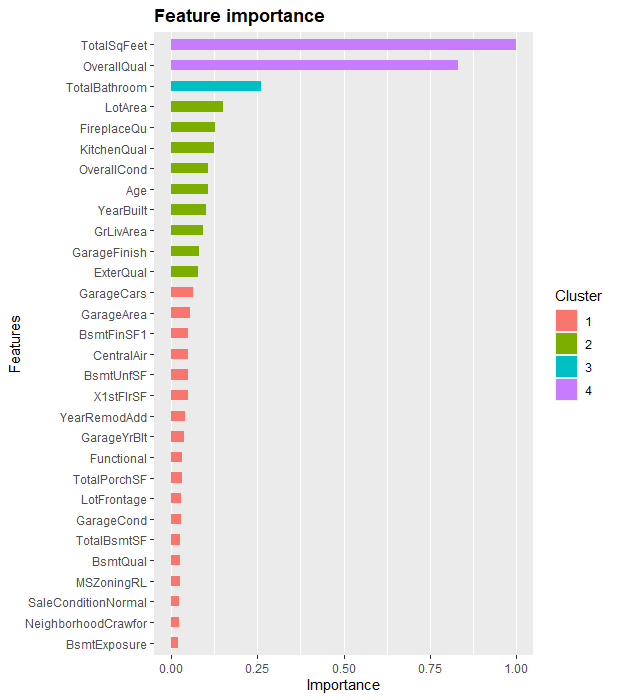 Feature importance
TotalSqFeet
OverallQual
TotalBathroom
LotArea
FireplaceQu
KitchenQual
OverallCond
Age
YearBuilt
GrLivArea
GarageFinish
ExterQual
GarageCars
GarageArea
BsmtFinSF1
CentralAir
BsmtUnfSF
X1stFlrSF
YearRemodAdd
GarageYrBlt
Functional
TotalPorchSF
LotFrontage
GarageCond
TotalBsmtSF
BsmtQual
MSZoningRL
SaleConditionNormal
NeighborhoodCrawfor
BsmtExposure
Features
0.00 0.25 0.50 0.75 1.00
Importance
Cluster
1
2
3
4